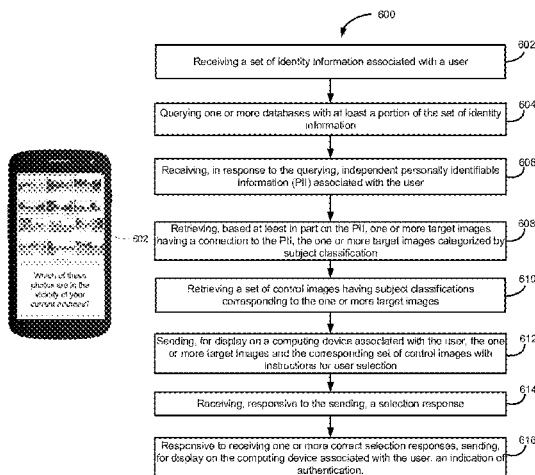 600
Receiving a set of identity information associated with a user
602
Querying one or more databases with at least a portion of the set of identity
information
604
Receiving, in response to the querying, independent personally identifiable
information (PII) associated with the user
606
Retrieving, based at least in part on the PII, one or more target images
having a connection to the PII, the one or more target images categorized by
subject classification
608
Retrieving a set of control images having subject classifications
corresponding to the one or more target images
610
Sending, for display on a computing device associated with the user, the one
or more target images and the corresponding set of control images with
instructions for user selection
612
Receiving, responsive to the sending, a selection response
614
Responsive to receiving one or more correct selection responses, sending,
for display on the computing device associated with the user, an indication of
authentication.
616
Which of these
photos are in the
vicinity of your
current address?
602